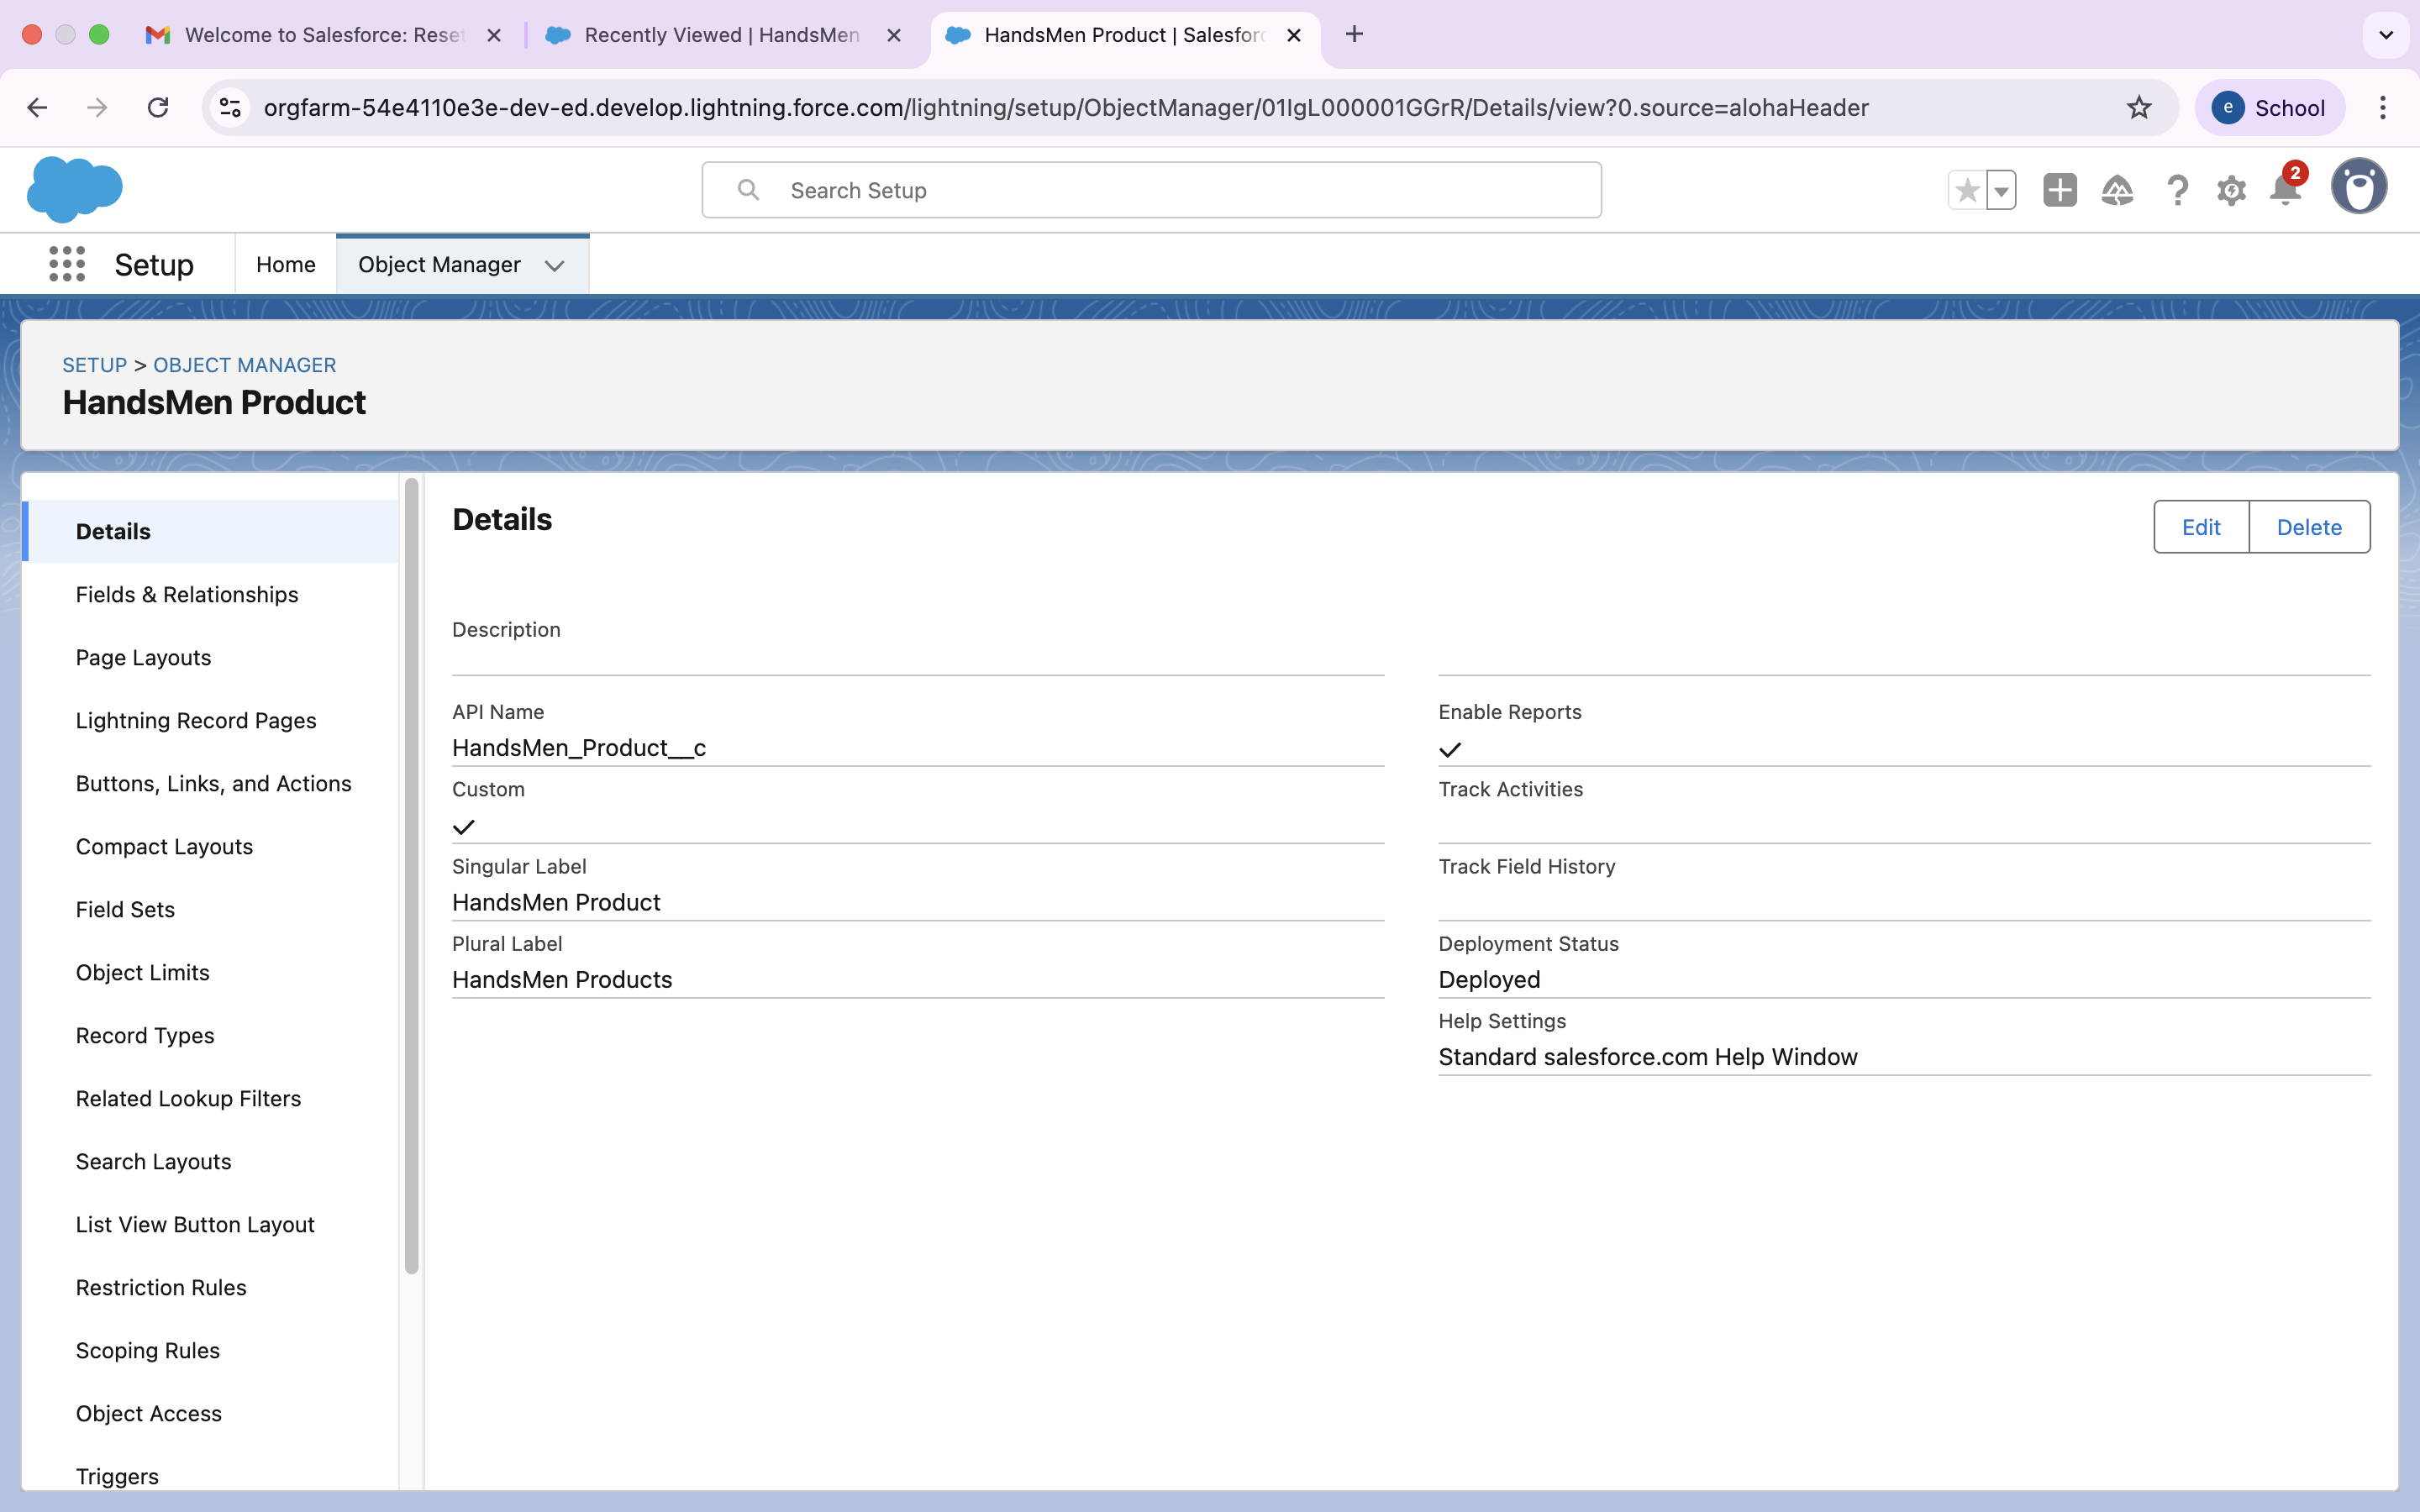 Welcome to Salesforce: Reset
Recently Viewed | HandsMen
HandsMen Product | Salesforc
orgfarm-54e4110e3e-dev-ed.develop.lightning.force.com/lightning/setup/ObjectManager/01IgL000001GGrR/Details/view?0.source=alohaHeader
e School
Search Setup
2
Setup
Home
Object Manager
SETUP > OBJECT MANAGER
HandsMen Product
Details
Fields & Relationships
Page Layouts
Lightning Record Pages
Buttons, Links, and Actions
Compact Layouts
Field Sets
Object Limits
Record Types
Related Lookup Filters
Search Layouts
List View Button Layout
Restriction Rules
Scoping Rules
Object Access
Triggers
Details
Edit
Delete
Description
API Name
HandsMen_Product__c
Custom
Singular Label
HandsMen Product
Plural Label
HandsMen Products
Enable Reports
Track Activities
Track Field History
Deployment Status
Deployed
Help Settings
Standard salesforce.com Help Window